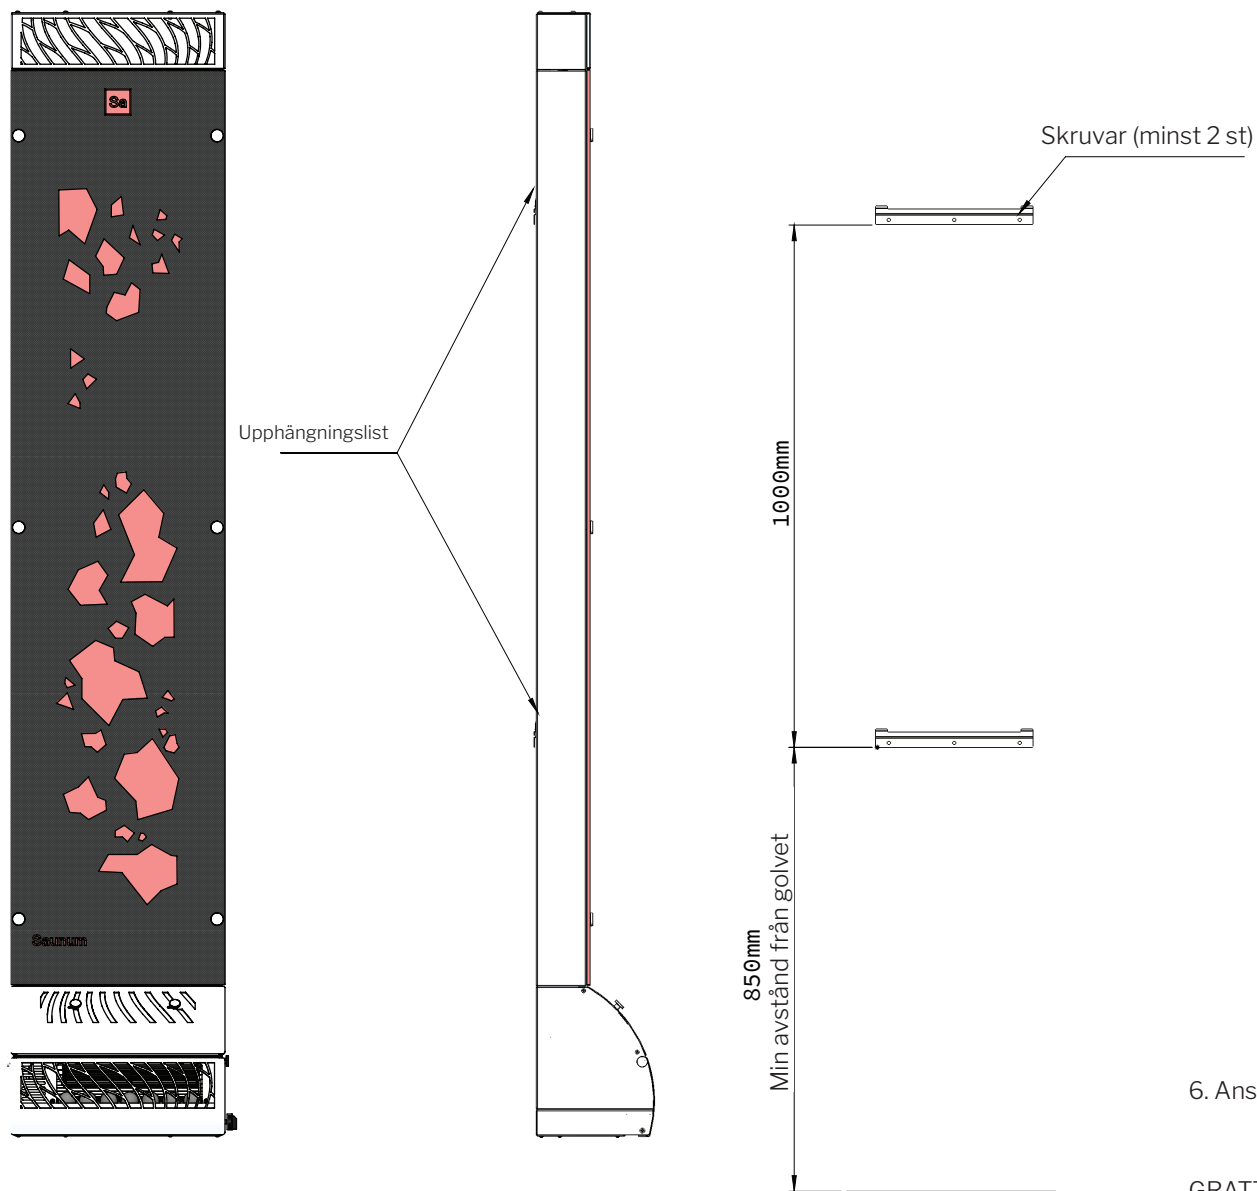 Sa
Skruvar (minst 2 st)
Upphängningslist
1000mm
850mm
Min avstånd från golvet
Saunum
6. Ans